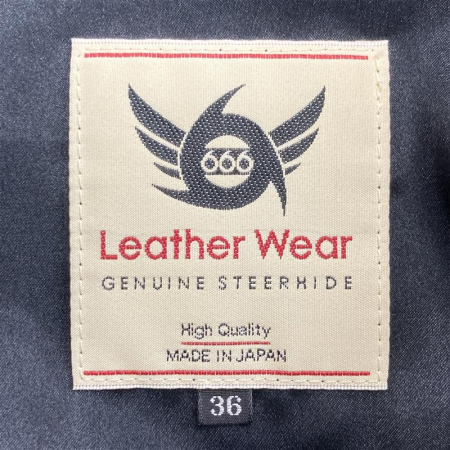 666
Leather Wear
GENUINE STEERHIDE
High Quality
MADE IN JAPAN
36